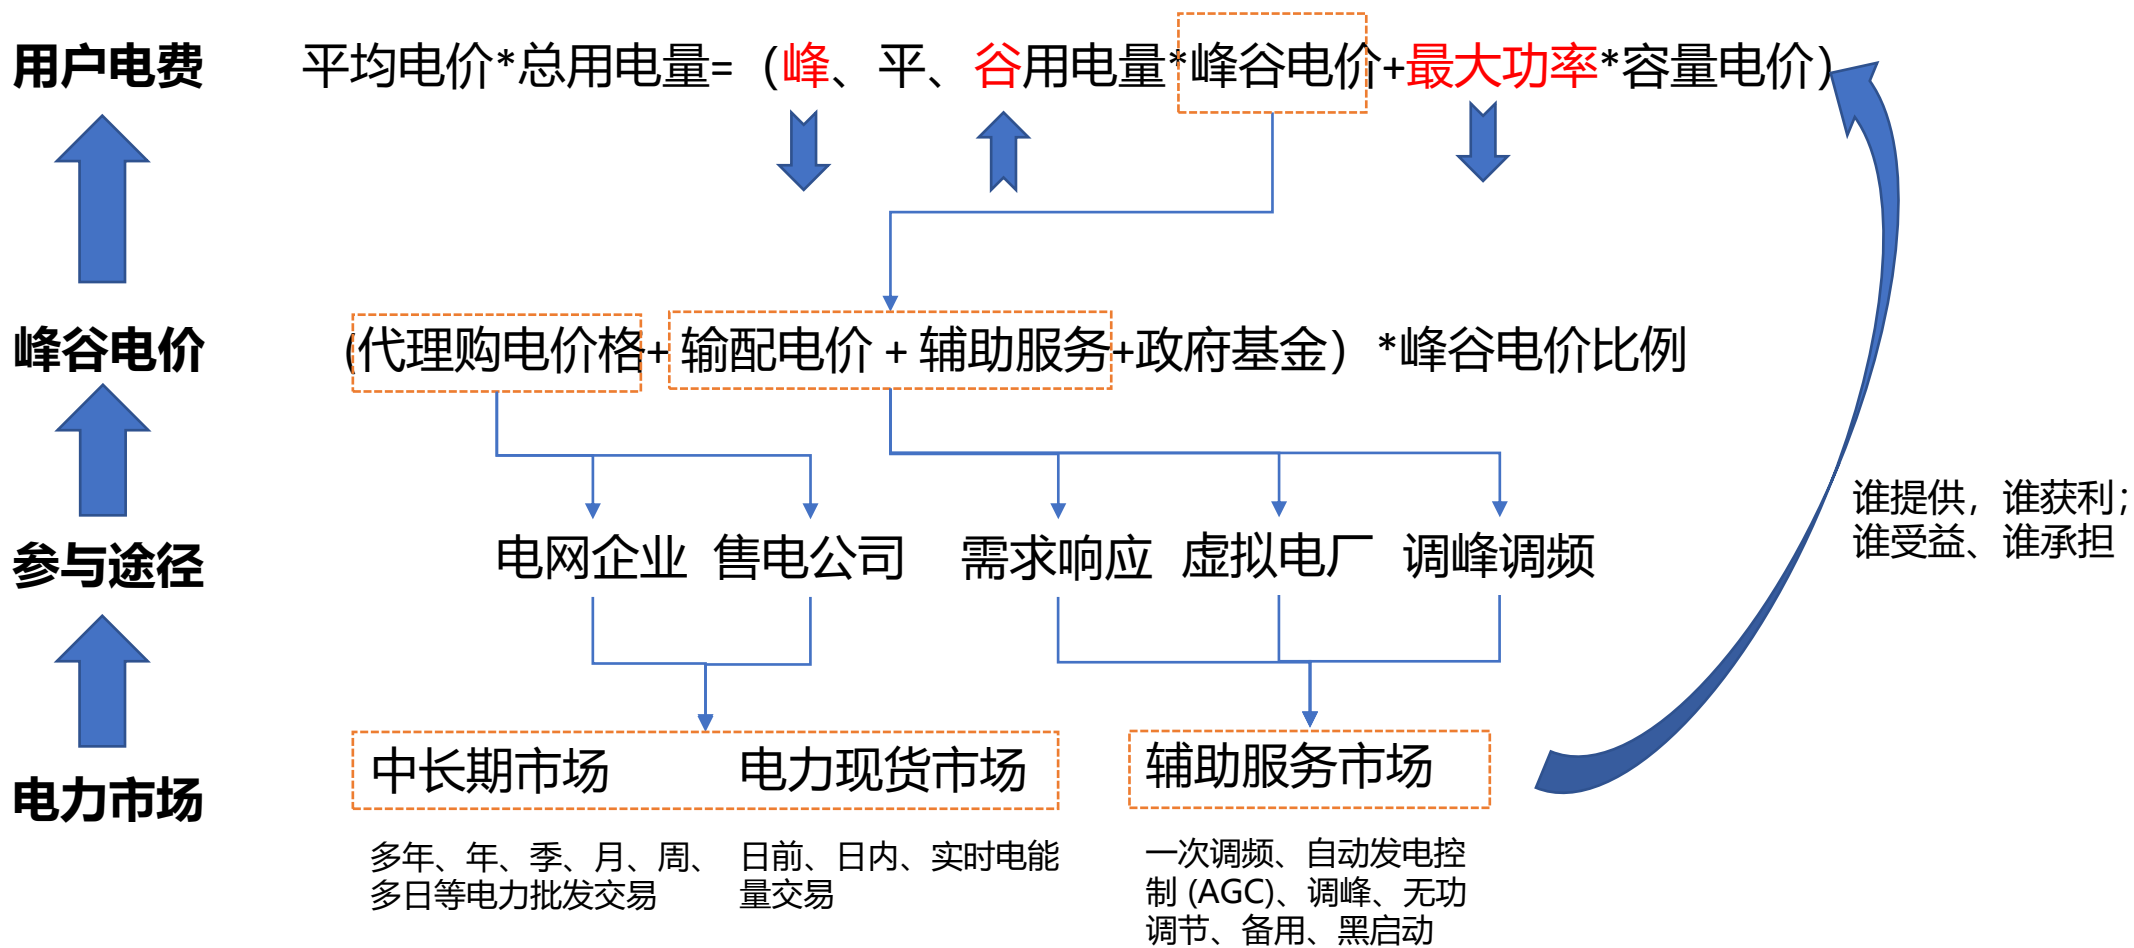 用户电费
平均电价*总用电量=（峰、平、谷用电量*峰谷电价+最大功率*容量电价）
峰谷电价
(代理购电价格+ 输配电价 + 辅助服务+政府基金）*峰谷电价比例
谁提供，谁获利；
谁受益、谁承担
参与途径
电网企业 售电公司 需求响应 虚拟电厂 调峰调频
电力市场
中长期市场 电力现货市场 辅助服务市场
多年、年、季、月、周、
多日等电力批发交易
日前、日内、实时电能
量交易
一次调频、自动发电控
制 (AGC)、调峰、无功
调节、备用、黑启动